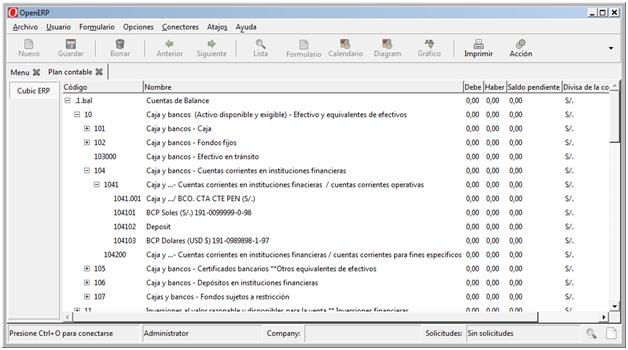 OpenERP
Archivo Usuario Formulario Opciones Conectores Atajos Ayuda
Nuevo Guardar Borrar Anterior Siguiente Lista Formulario Calendario Diagram Gráfico Imprimir Acción
Menu Plan contable
Cubic ERP
Código Nombre Debe Haber Saldo pendiente Divisa de la co
.1.bal Cuentas de Balance 0,00 0,00 0,00 S/.
10 Caja y bancos (Activo disponible y exigible) - Efectivo y equivalentes de efectivos 0,00 0,00 0,00 S/.
101 Caja y bancos - Caja 0,00 0,00 0,00 S/.
102 Caja y bancos - Fondos fijos 0,00 0,00 0,00 S/.
103000 Caja y bancos - Efectivo en tránsito 0,00 0,00 0,00 S/.
104 Caja y bancos - Cuentas corrientes en instituciones financieras 0,00 0,00 0,00 S/.
1041 Caja y ...- Cuentas corrientes en instituciones finacieras / cuentas corrientes operativas 0,00 0,00 0,00 S/.
1041.001 Caja y .../ BCO. CTA CTE PEN (S/.) 0,00 0,00 0,00 S/.
104101 BCP Soles (S/.) 191-0099999-0-98 0,00 0,00 0,00 S/.
104102 Deposit 0,00 0,00 0,00 S/.
104103 BCP Dolares (USD $) 191-0989898-1-97 0,00 0,00 0,00 S/.
104200 Caja y ...- Cuentas corrientes en instituciones financieras / cuentas corrientes para fines específicos 0,00 0,00 0,00 S/.
105 Caja y bancos - Certificados bancarios **Otros equivalentes de efectivo 0,00 0,00 0,00 S/.
106 Caja y bancos - Depósitos en instituciones financieras 0,00 0,00 0,00 S/.
107 Cajas y bancos - Fondos sujetos a restricción 0,00 0,00 0,00 S/.
11 Inversiones al valor razonable y disponibles para la venta ** Inversiones financieras 0,00 0,00 0,00 S/.
Presione Ctrl+O para conectarse Administrator Company: Solicitudes: Sin solicitudes